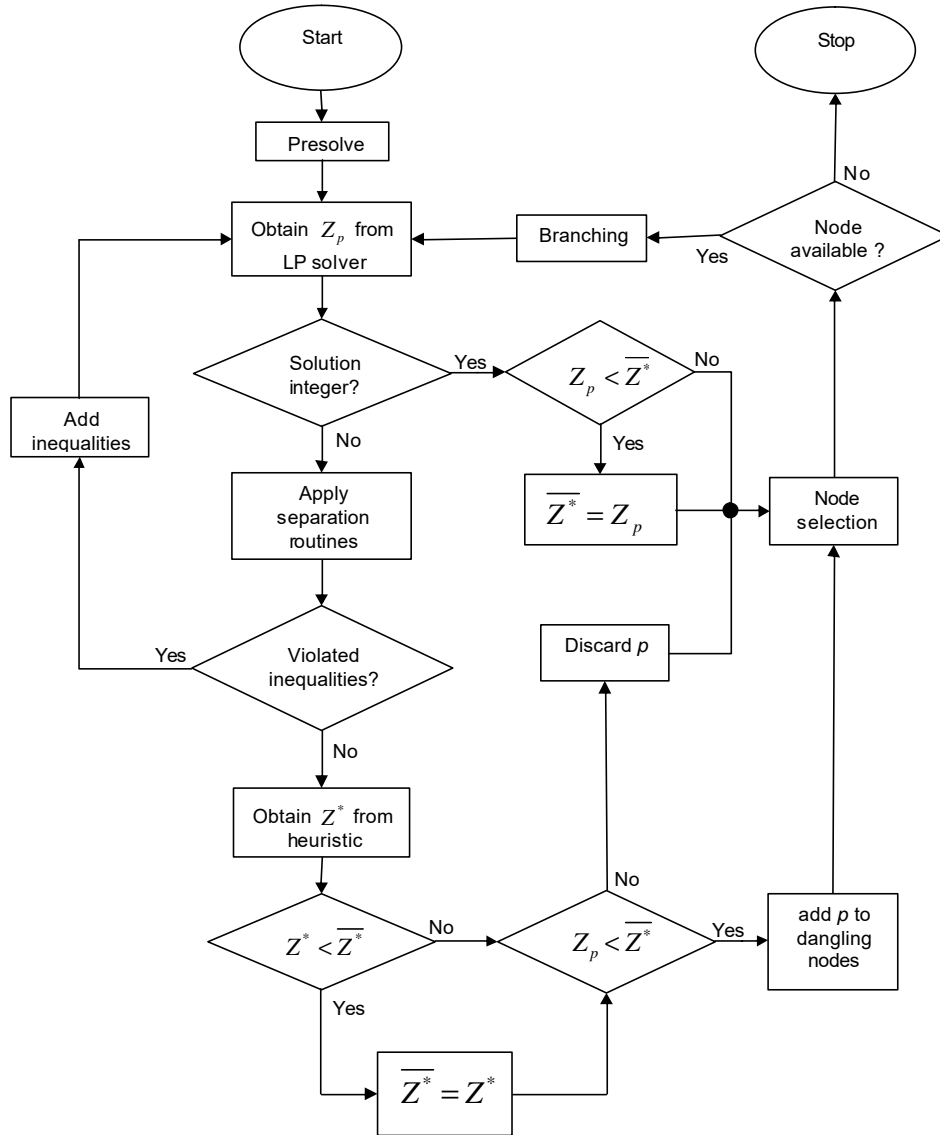 Start
Stop
Presolve
No
Obtain Z_p from
LP solver
Branching
Yes
Node
available ?
Solution
integer?
Yes
Z_p < \overline{Z^*}
No
Add
inequalities
No
Yes
Apply
separation
routines
\overline{Z^*} = Z_p
Node
selection
Yes
Violated
inequalities?
Discard p
No
Obtain Z^* from
heuristic
No
Z^* < \overline{Z^*}
No
Z_p < \overline{Z^*}
Yes
add p to
dangling
nodes
Yes
\overline{Z^*} = Z^*